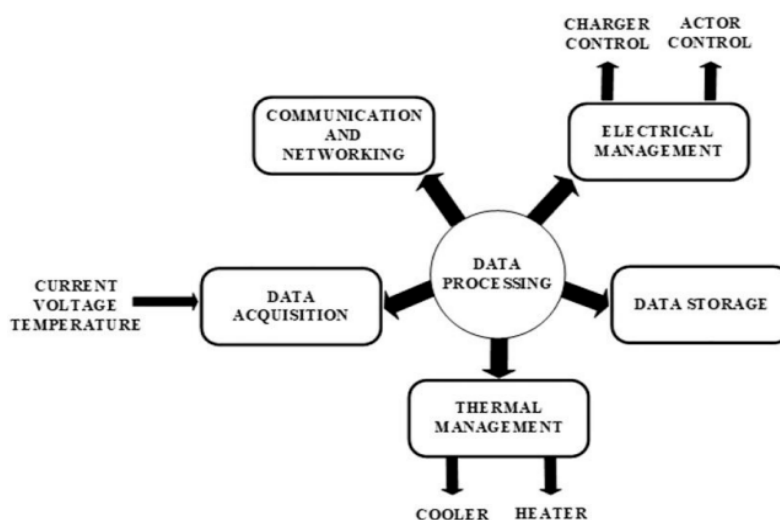 CHARGER
CONTROL
ACTOR
CONTROL
COMMUNICATION
AND
NETWORKING
ELECTRICAL
MANAGEMENT
DATA
PROCESSING
CURRENT
VOLTAGE
TEMPERATURE
DATA
ACQUISITION
DATA STORAGE
THERMAL
MANAGEMENT
COOLER
HEATER